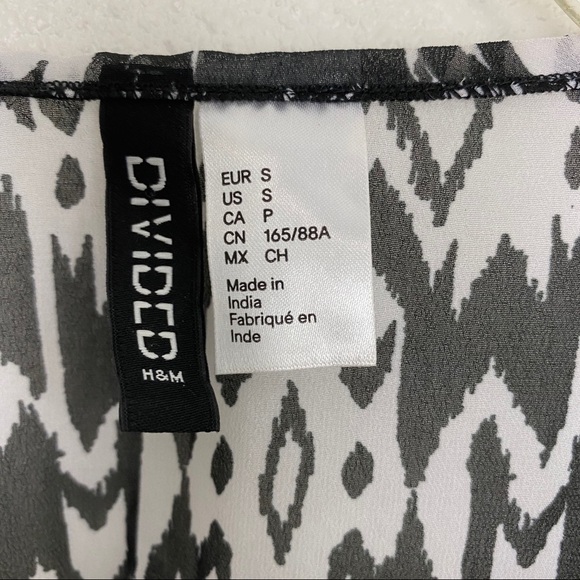 DIVIDED
H&M
EUR S
US S
CA P
CN 165/88A
MX CH
Made in
India
Fabriqué en
Inde